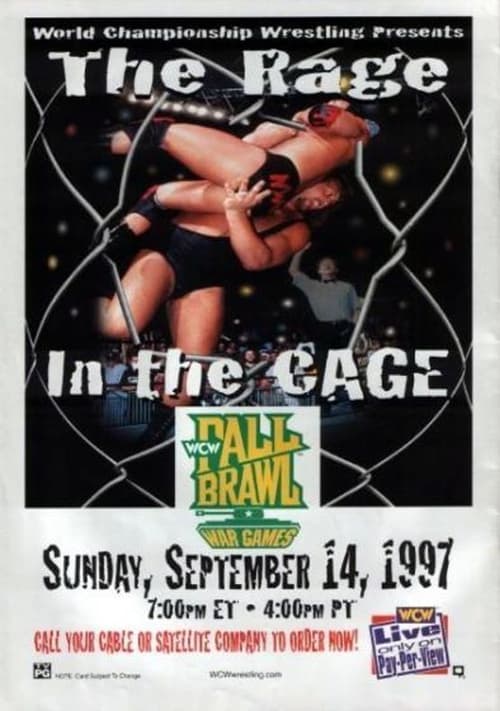 World Championship Wrestling Presents
The Rage
In the CAGE
WCW
FALL
BRAWL
WAR GAMES
SUNDAY, SEPTEMBER 14, 1997
7:00PM ET • 4:00PM PT
CALL YOUR CABLE OR SATELLITE COMPANY TO ORDER NOW!
WCW
Live
only on
Pay-Per-View
TV
PG
NOTE: Card Subject To Change
WCWwrestling.com